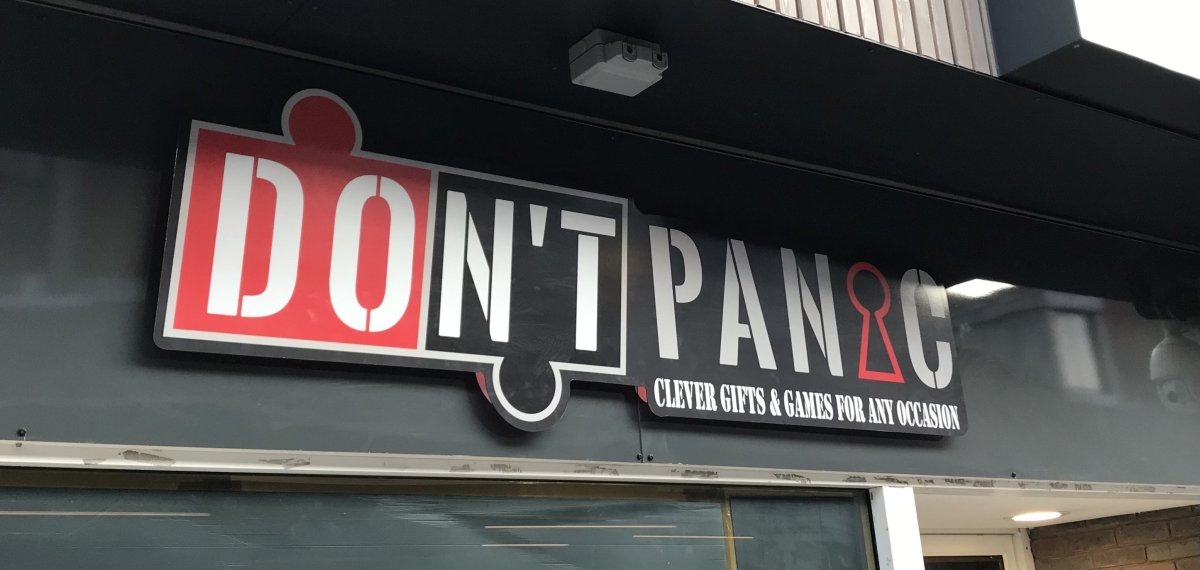 DON'T PANIC
CLEVER GIFTS & GAMES FOR ANY OCCASION